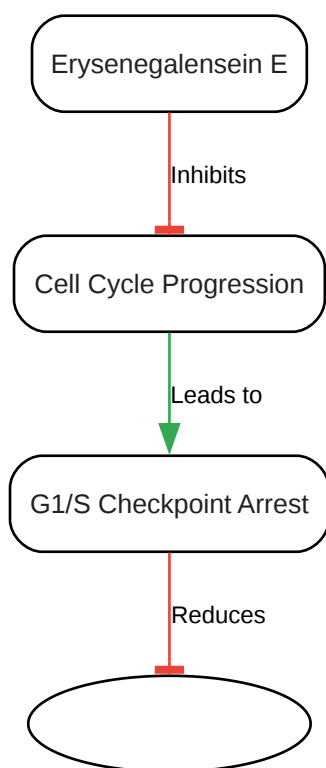 Erysenegalensein E
Inhibits
Cell Cycle Progression
Leads to
G1/S Checkpoint Arrest
Reduces